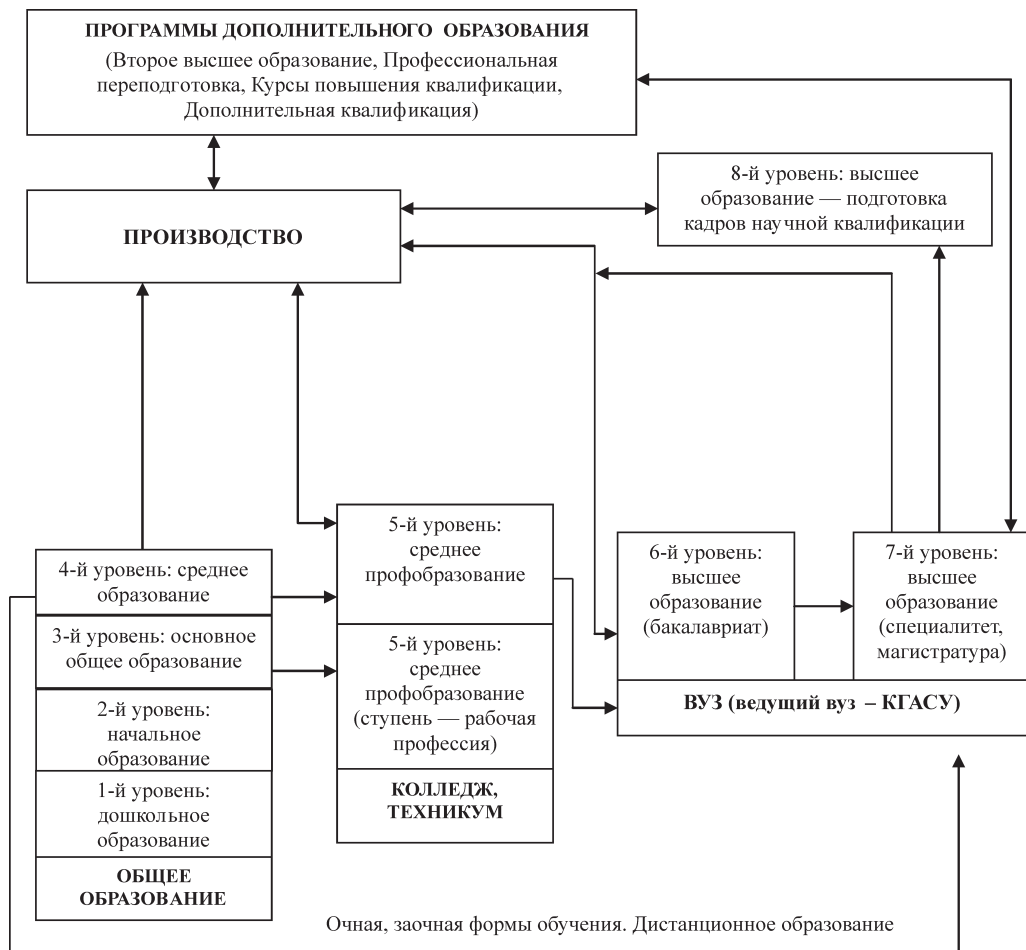 ПРОГРАММЫ ДОПОЛНИТЕЛЬНОГО ОБРАЗОВАНИЯ
(Второе высшее образование, Профессиональная
переподготовка, Курсы повышения квалификации,
Дополнительная квалификация)
8-й уровень: высшее
образование — подготовка
кадров научной квалификации
ПРОИЗВОДСТВО
4-й уровень: среднее
образование
3-й уровень: основное
общее образование
2-й уровень:
начальное
образование
1-й уровень:
дошкольное
образование
ОБЩЕЕ
ОБРАЗОВАНИЕ
5-й уровень:
среднее
профобразование
5-й уровень:
среднее
профобразование
(ступень — рабочая
профессия)
КОЛЛЕДЖ,
ТЕХНИКУМ
6-й уровень:
высшее
образование
(бакалавриат)
7-й уровень:
высшее
образование
(специалитет,
магистратура)
ВУЗ (ведущий вуз – КГАСУ)
Очная, заочная формы обучения. Дистанционное образование